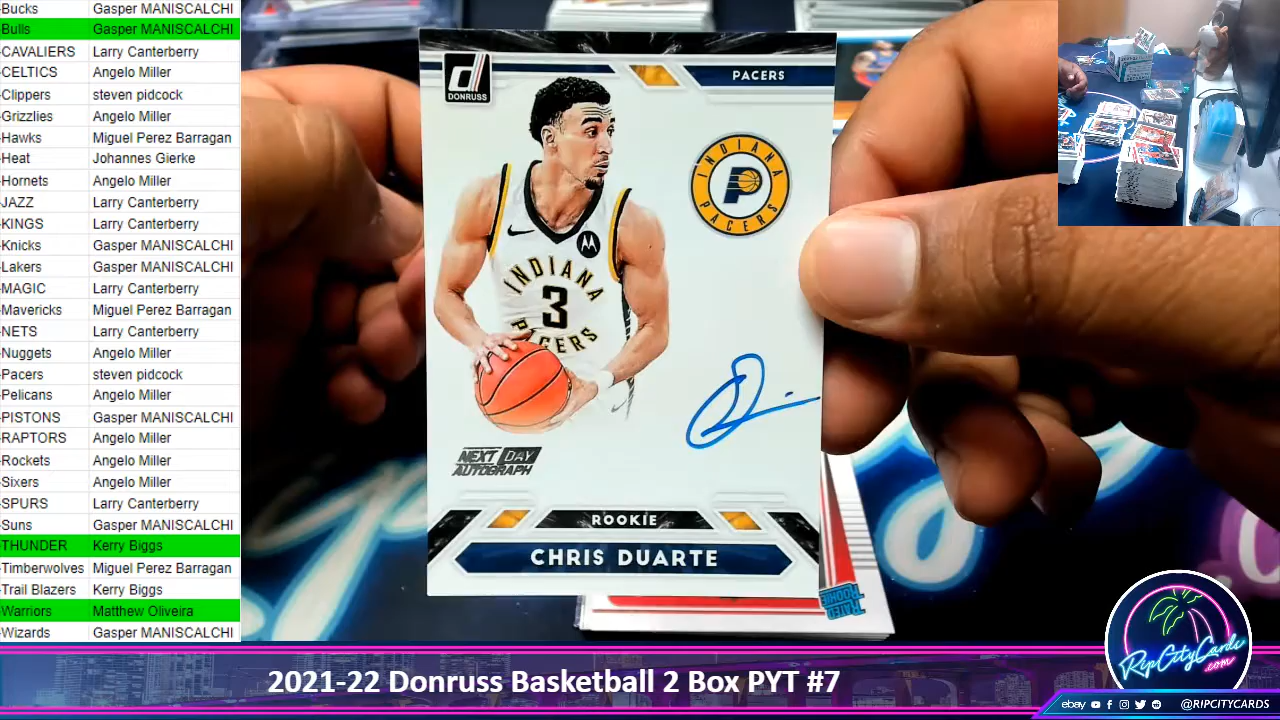 -Bucks Gasper MANISCALCHI
-Bulls Gasper MANISCALCHI
-CAVALIERS Larry Canterberry
-CELTICS Angelo Miller
-Clippers steven pidcock
-Grizzlies Angelo Miller
-Hawks Miguel Perez Barragan
-Heat Johannes Gierke
-Hornets Angelo Miller
-JAZZ Larry Canterberry
-KINGS Larry Canterberry
-Knicks Gasper MANISCALCHI
-Lakers Gasper MANISCALCHI
-MAGIC Larry Canterberry
-Mavericks Miguel Perez Barragan
-NETS Larry Canterberry
-Nuggets Angelo Miller
-Pacers steven pidcock
-Pelicans Angelo Miller
-PISTONS Gasper MANISCALCHI
-RAPTORS Angelo Miller
-Rockets Angelo Miller
-Sixers Angelo Miller
-SPURS Larry Canterberry
-Suns Gasper MANISCALCHI
-THUNDER Kerry Biggs
-Timberwolves Miguel Perez Barragan
-Trail Blazers Kerry Biggs
-Warriors Matthew Oliveira
-Wizards Gasper MANISCALCHI
d
DONRUSS
PACERS
INDIANA
P
PACERS
INDIANA
3
PACERS
NEXT DAY
AUTOGRAPH
ROOKIE
CHRIS DUARTE
RATED
ROOKIE
2021-22 Donruss Basketball 2 Box PYT #7
RipCityCards
.com
ebay @RIPCITYCARDS